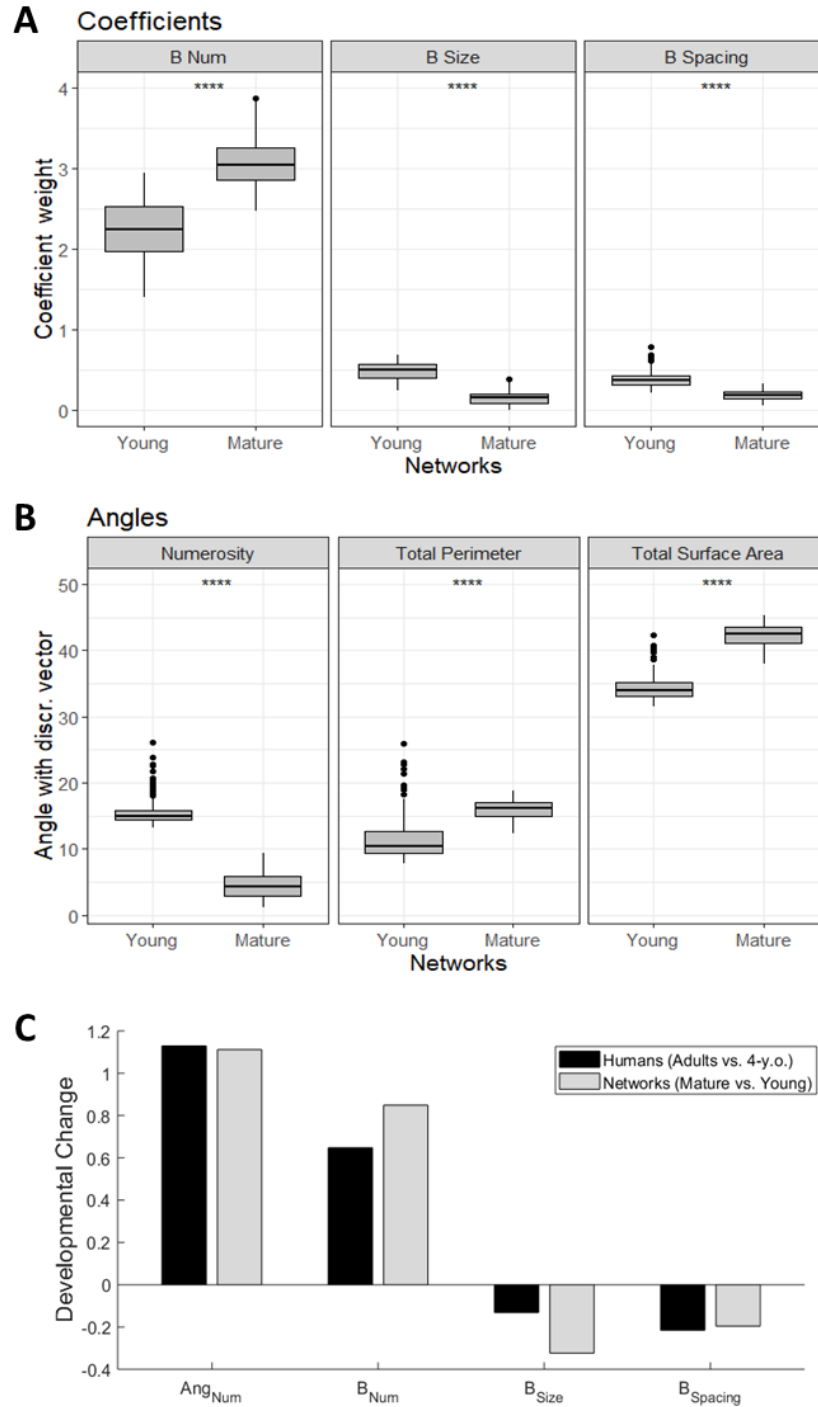 A
Coefficients
B Num
B Size
B Spacing
****
****
****
4
3
2
1
0
Coefficient weight
Young
Mature
Young
Mature
Young
Mature
Networks
B
Angles
Numerosity
Total Perimeter
Total Surface Area
****
****
****
50
40
30
20
10
0
Angle with discr. vector
Young
Mature
Young
Mature
Young
Mature
Networks
C
1.2
1
0.8
0.6
0.4
0.2
0
-0.2
-0.4
Developmental Change
Humans (Adults vs. 4-y.o.)
Networks (Mature vs. Young)
AngNum
BNum
BSize
BSpacing